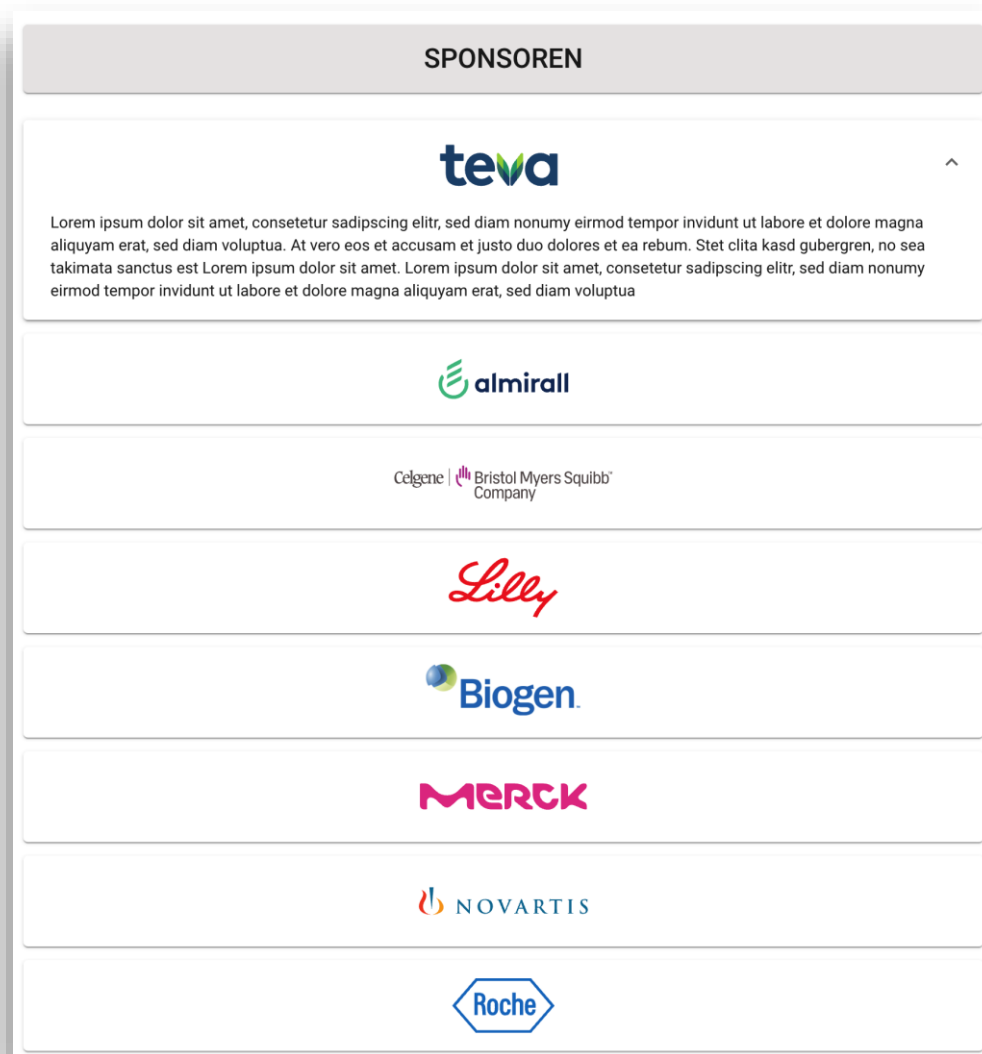 SPONSOREN
teva
Lorem ipsum dolor sit amet, consetetur sadipscing elitr, sed diam nonumy eirmod tempor invidunt ut labore et dolore magna
aliquyam erat, sed diam voluptua. At vero eos et accusam et justo duo dolores et ea rebum. Stet clita kasd gubergren, no sea
takimata sanctus est Lorem ipsum dolor sit amet. Lorem ipsum dolor sit amet, consetetur sadipscing elitr, sed diam nonumy
eirmod tempor invidunt ut labore et dolore magna aliquyam erat, sed diam voluptua
almirall
Celgene | Bristol Myers Squibb™
Company
Lilly
Biogen™
MERCK
NOVARTIS
Roche